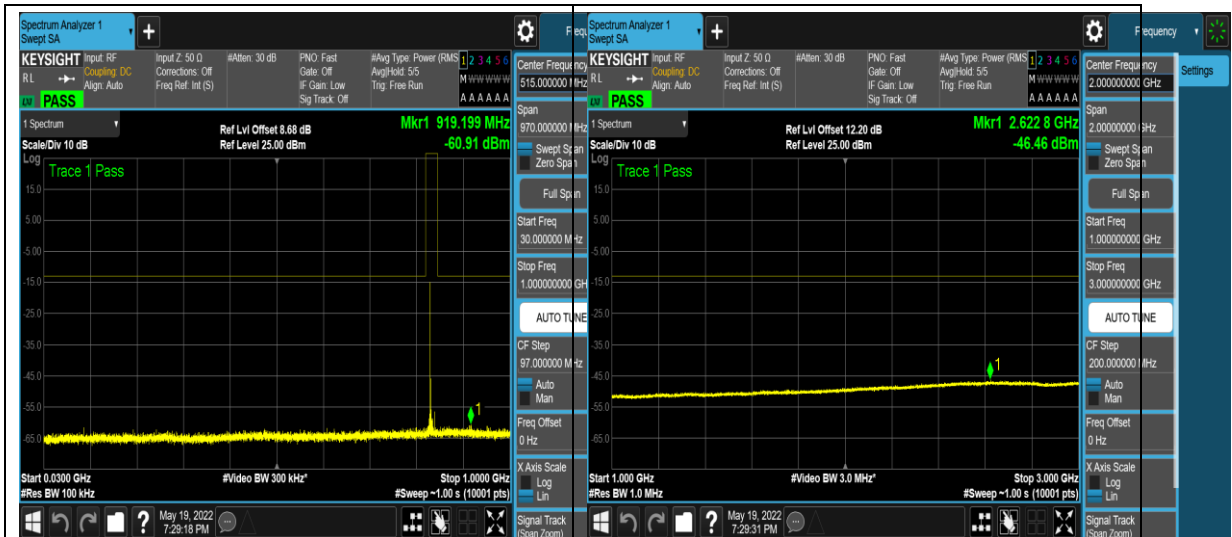 Spectrum Analyzer 1
Swept SA
+
KEYSIGHT
Input: RF
Coupling: DC
Align: Auto
Input Z: 50 Ω
Corrections: Off
Freq Ref: Int (S)
#Atten: 30 dB
PNO: Fast
Gate: Off
IF Gain: Low
Sig Track: Off
#Avg Type: Power (RMS
Avg|Hold: 5/5
Trig: Free Run
1 2 3 4 5 6
M W W W W W
A A A A A A
R L
PASS
1 Spectrum
Scale/Div 10 dB
Ref Lvl Offset 8.68 dB
Ref Level 25.00 dBm
Mkr1 919.199 MHz
-60.91 dBm
Log
Trace 1 Pass
15.0
5.00
-5.00
-15.0
-25.0
-35.0
-45.0
-55.0
-65.0
1
Start 0.0300 GHz
#Res BW 100 kHz
#Video BW 300 kHz*
Stop 1.0000 GHz
#Sweep ~1.00 s (10001 pts)
?
May 19, 2022
7:29:18 PM
Center Frequency
515.000000 MHz
Span
970.000000 MHz
Swept Span
Zero Span
Full Span
Start Freq
30.000000 MHz
Stop Freq
1.000000000 GH
AUTO TUNE
CF Step
97.000000 MHz
Auto
Man
Freq Offset
0 Hz
X Axis Scale
Log
Lin
Signal Track
(Span Zoom)
Spectrum Analyzer 1
Swept SA
+
Frequency
Settings
KEYSIGHT
Input: RF
Coupling: DC
Align: Auto
Input Z: 50 Ω
Corrections: Off
Freq Ref: Int (S)
#Atten: 30 dB
PNO: Fast
Gate: Off
IF Gain: Low
Sig Track: Off
#Avg Type: Power (RMS
Avg|Hold: 5/5
Trig: Free Run
1 2 3 4 5 6
M W W W W W
A A A A A A
R L
PASS
1 Spectrum
Scale/Div 10 dB
Ref Lvl Offset 12.20 dB
Ref Level 25.00 dBm
Mkr1 2.622 8 GHz
-46.46 dBm
Log
Trace 1 Pass
15.0
5.00
-5.00
-15.0
-25.0
-35.0
-45.0
-55.0
-65.0
1
Start 1.000 GHz
#Res BW 1.0 MHz
#Video BW 3.0 MHz*
Stop 3.000 GHz
#Sweep ~1.00 s (10001 pts)
?
May 19, 2022
7:29:31 PM
Center Frequency
2.000000000 GHz
Span
2.00000000 GHz
Swept Span
Zero Span
Full Span
Start Freq
1.000000000 GHz
Stop Freq
3.000000000 GHz
AUTO TUNE
CF Step
200.000000 MHz
Auto
Man
Freq Offset
0 Hz
X Axis Scale
Log
Lin
Signal Track
(Span Zoom)